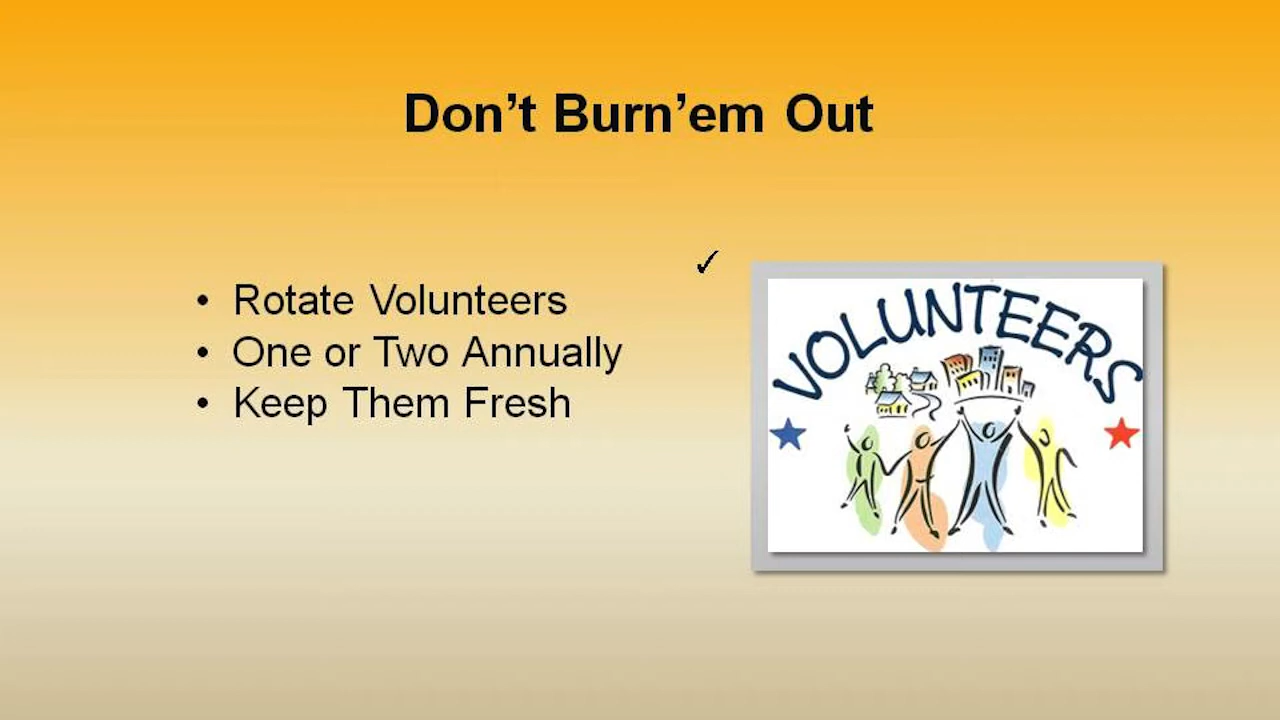 Don’t Burn’em Out
• Rotate Volunteers
• One or Two Annually
• Keep Them Fresh
✓
VOLUNTEERS